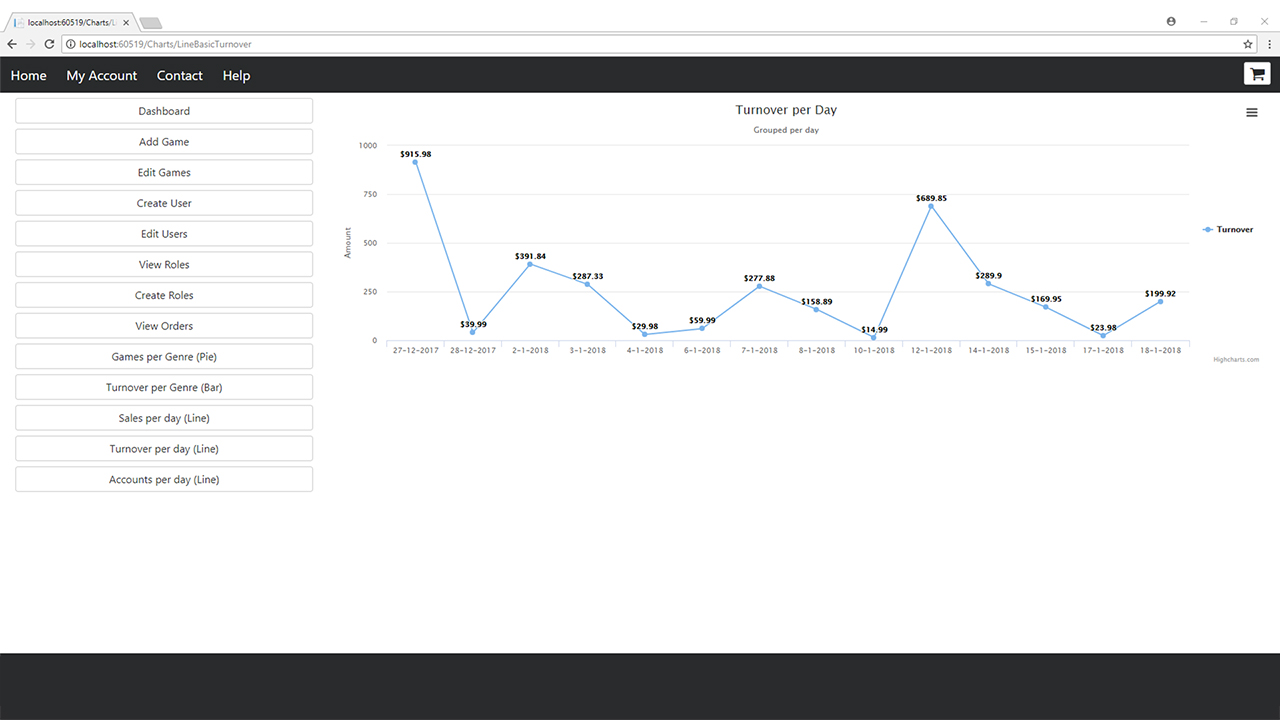 localhost:60519/Charts/Li
localhost:60519/Charts/LineBasicTurnover
Home My Account Contact Help
Dashboard
Add Game
Edit Games
Create User
Edit Users
View Roles
Create Roles
View Orders
Games per Genre (Pie)
Turnover per Genre (Bar)
Sales per day (Line)
Turnover per day (Line)
Accounts per day (Line)
Turnover per Day
Grouped per day
Amount
1000
750
500
250
0
$915.98
$39.99
$391.84
$287.33
$29.98
$59.99
$277.88
$158.89
$14.99
$689.85
$289.9
$169.95
$23.98
$199.92
27-12-2017 28-12-2017 2-1-2018 3-1-2018 4-1-2018 6-1-2018 7-1-2018 8-1-2018 10-1-2018 12-1-2018 14-1-2018 15-1-2018 17-1-2018 18-1-2018
Turnover
Highcharts.com